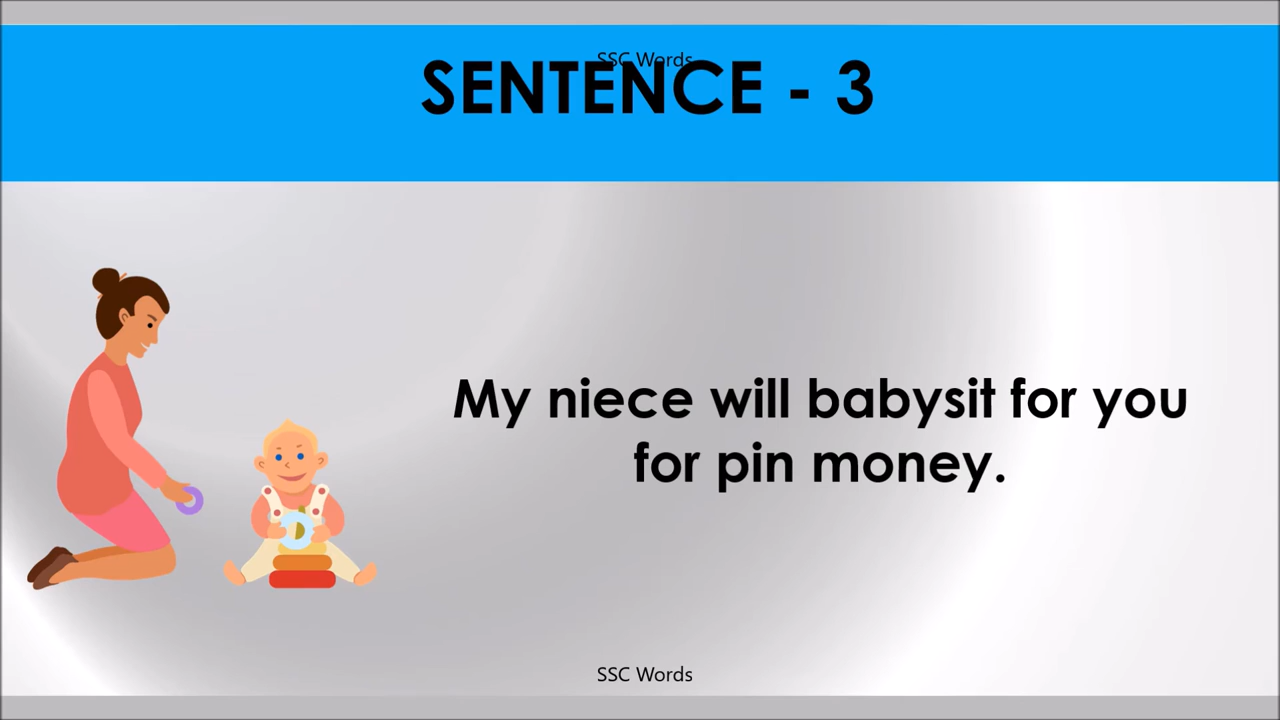 SSC Words
SENTENCE - 3
My niece will babysit for you
for pin money.
SSC Words